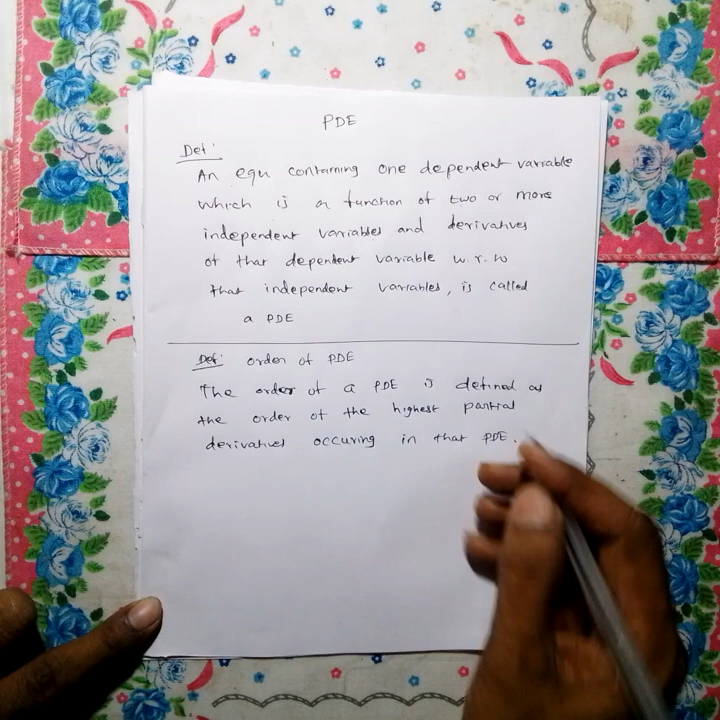 PDE
Def:
An equ containing one dependent variable
which is a function of two or more
independent variables and derivatives
of that dependent variable w.r.to
that independent variables, is called
a PDE
Def: order of PDE
The order of a PDE is defined as
the order of the highest partial
derivatives occuring in that PDE.